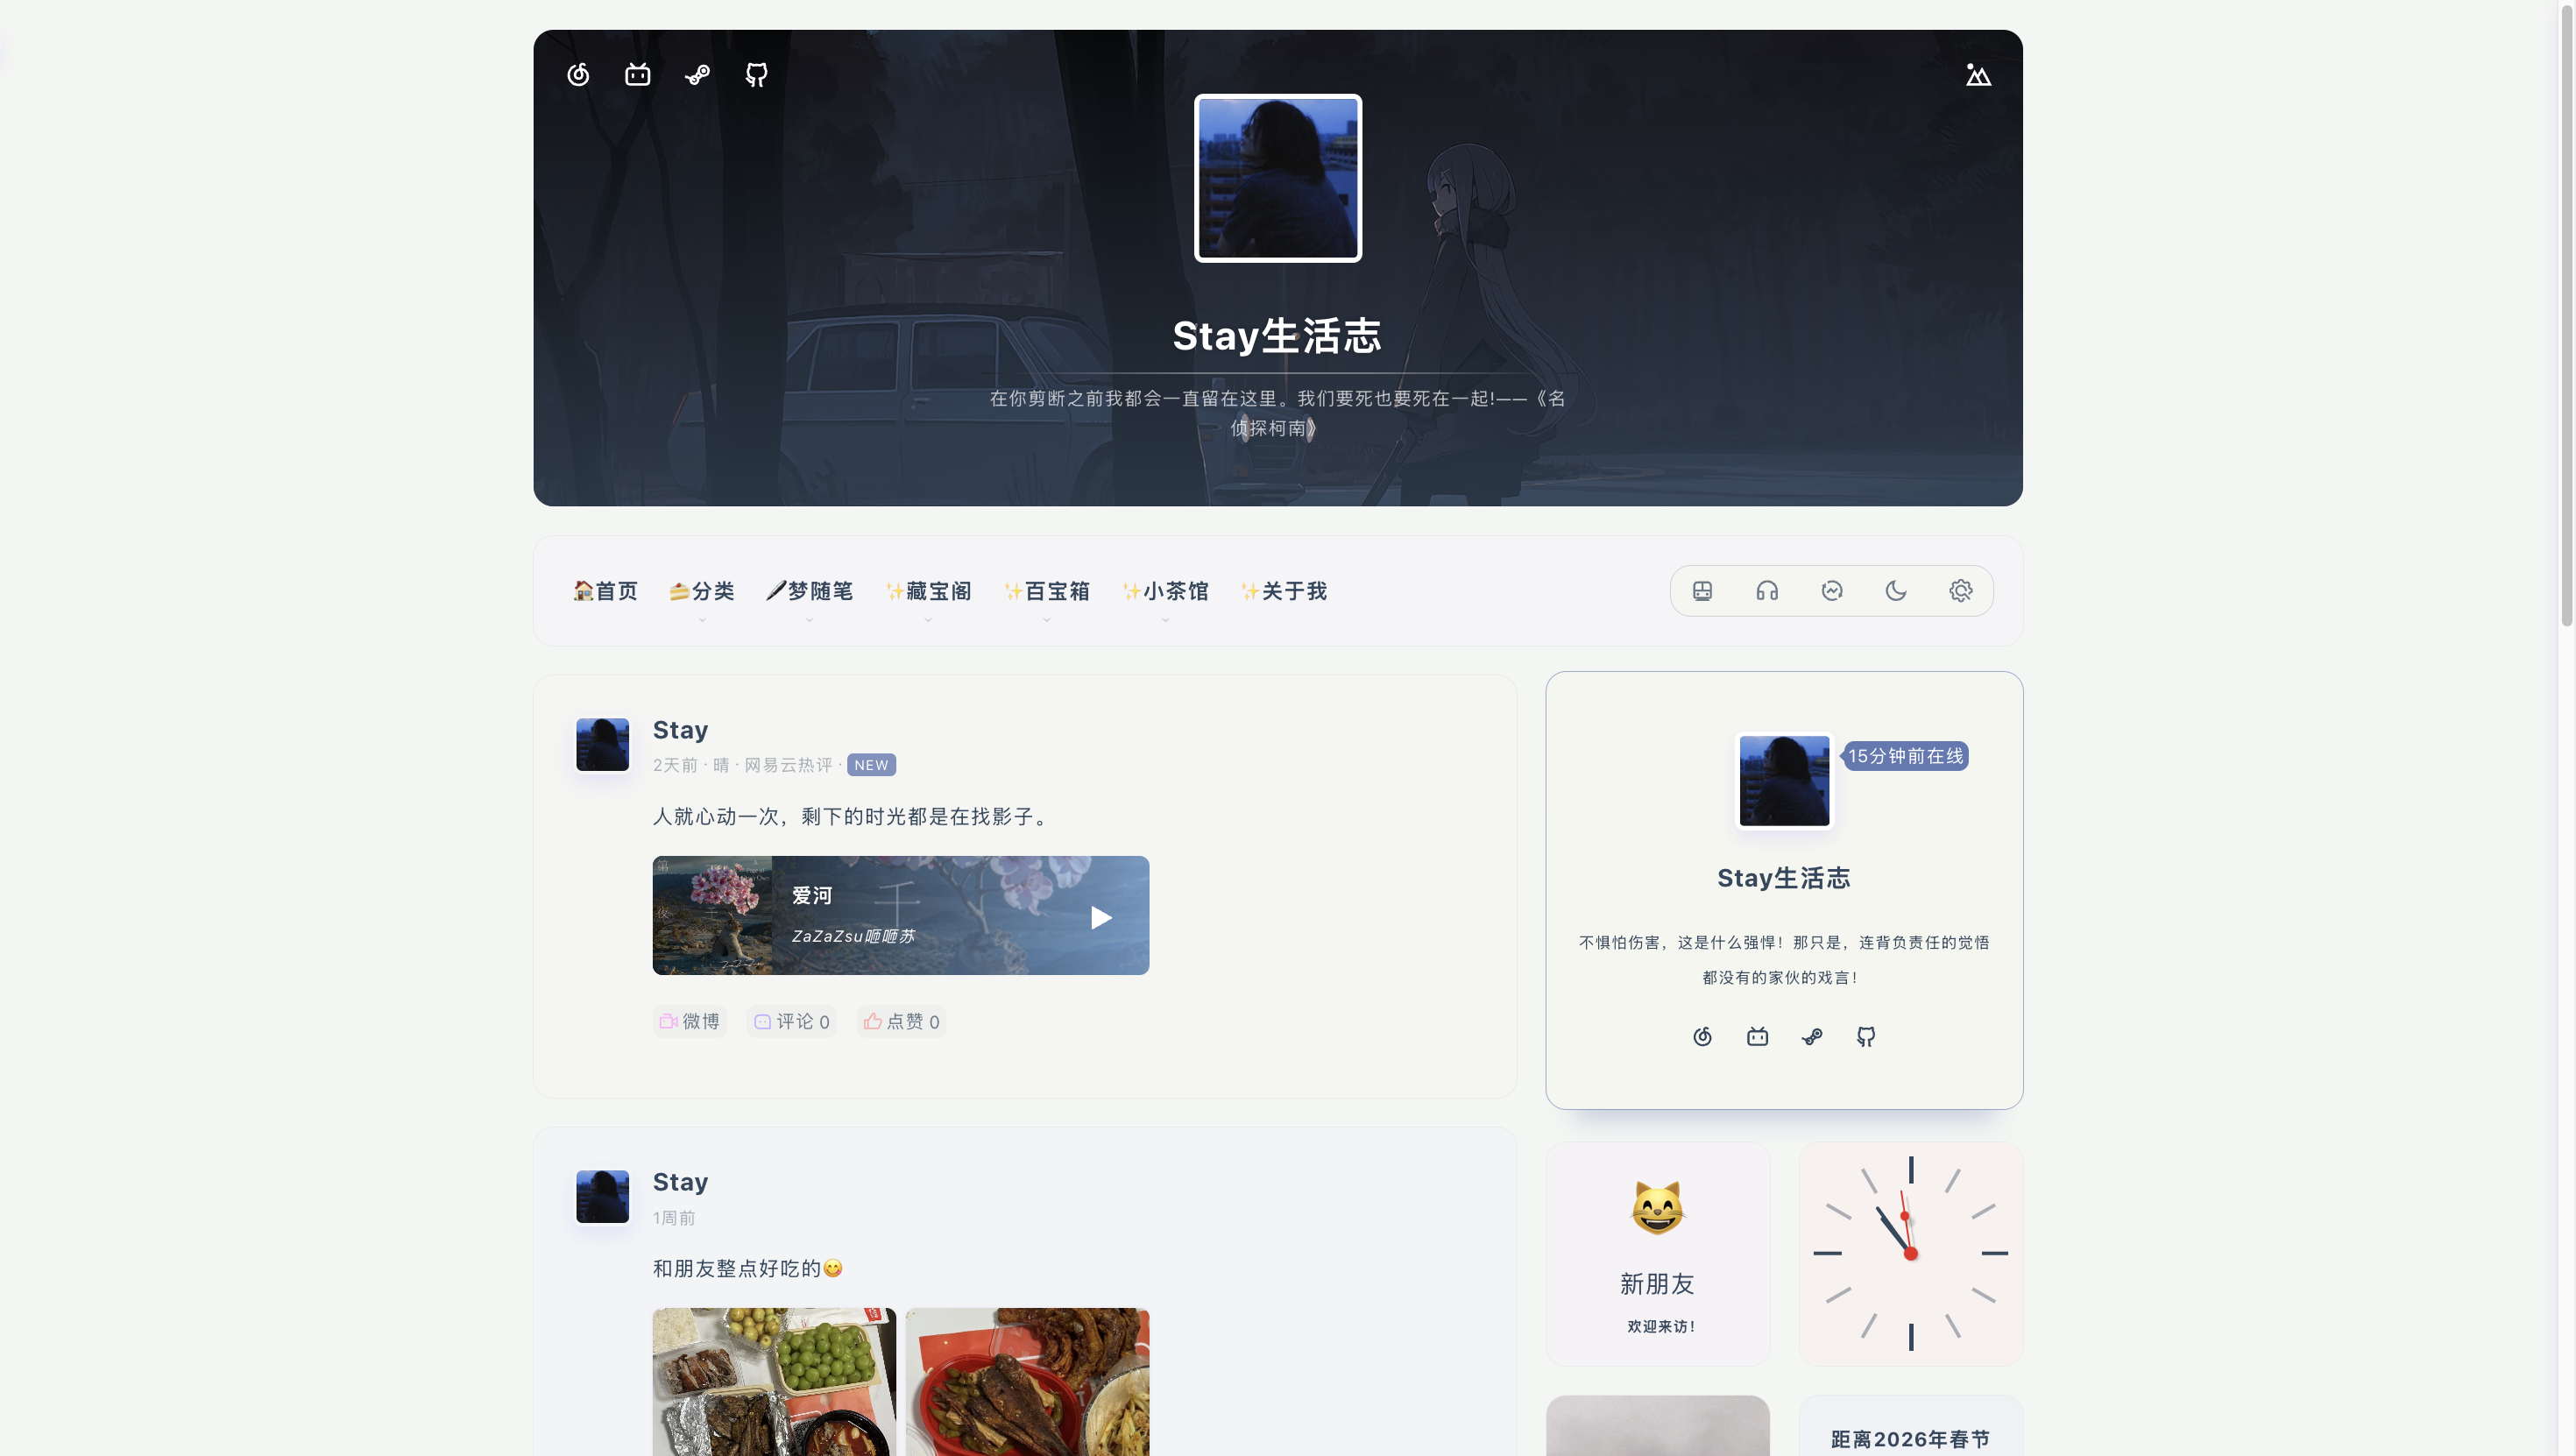 Stay生活志
在你剪断之前我都会一直留在这里。我们要死也要死在一起!——《名
侦探柯南》
🏠首页
🍰分类
🖋梦随笔
✨藏宝阁
✨百宝箱
✨小茶馆
✨关于我
Stay
2天前 · 晴 · 网易云热评 · NEW
人就心动一次，剩下的时光都是在找影子。
爱河
ZaZaZsu咂咂苏
微博
评论 0
点赞 0
Stay
1周前
和朋友整点好吃的😋
15分钟前在线
Stay生活志
不惧怕伤害，这是什么强悍！那只是，连背负责任的觉悟
都没有的家伙的戏言！
新朋友
欢迎来访！
距离2026年春节